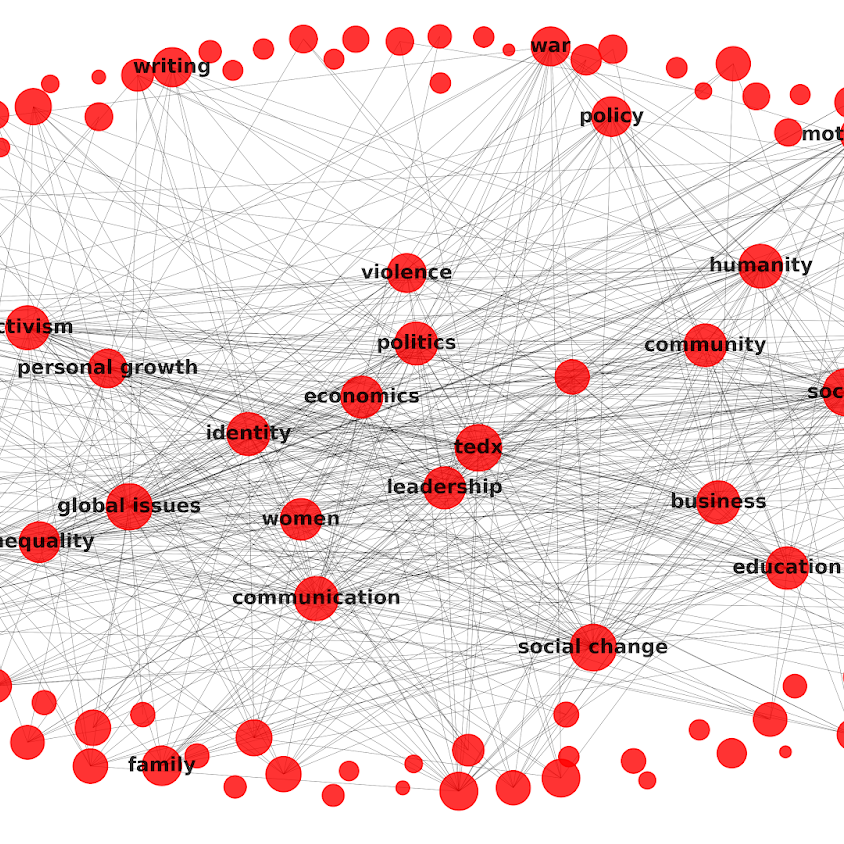 war
writing
policy
mot
humanity
violence
ctivism
politics
community
personal growth
economics
soc
identity
tedx
leadership
business
global issues
women
nequality
education
communication
social change
family